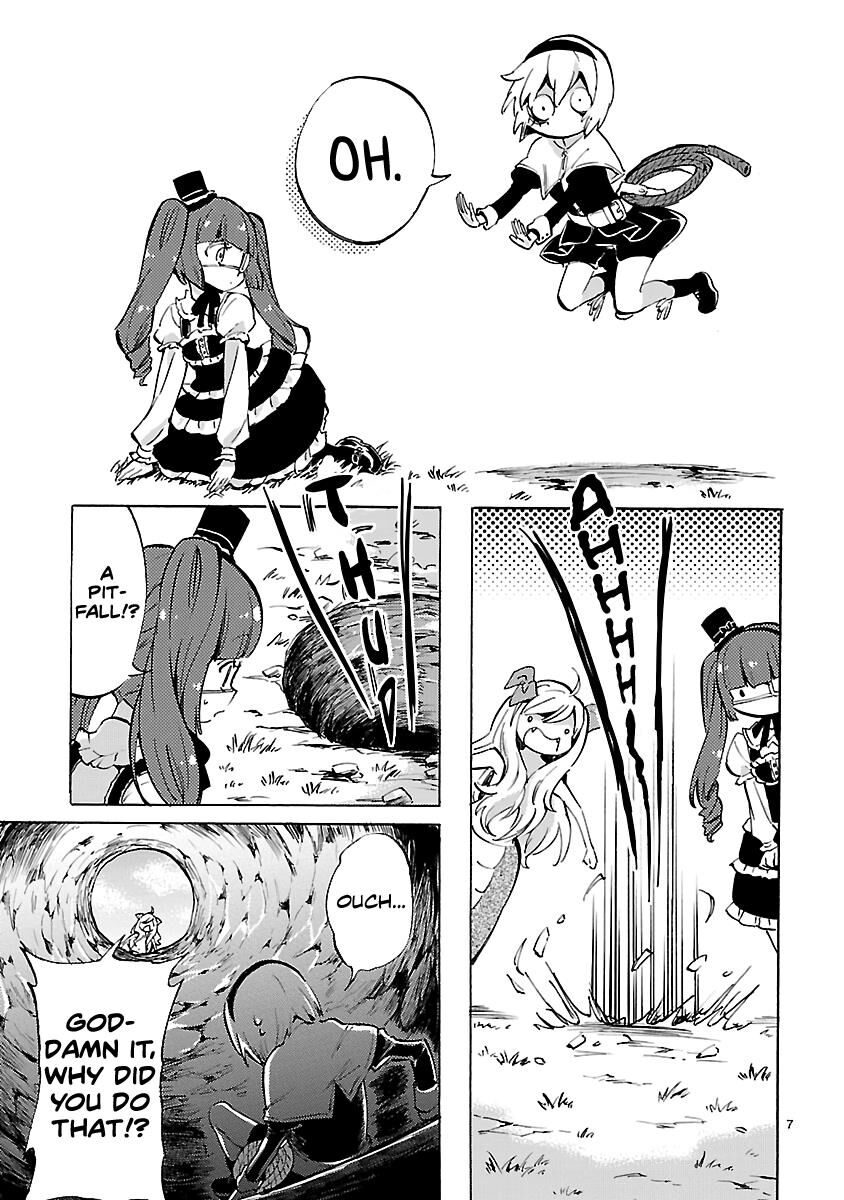 OH.
AHHHH!
A
PIT-
FALL!?
THUD
OUCH...
GOD-
DAMN IT,
WHY DID
YOU DO
THAT!?
7